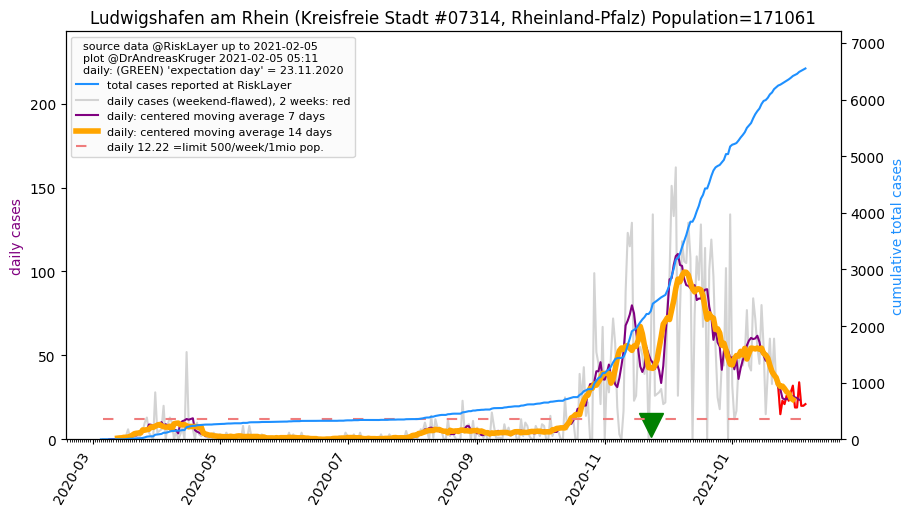 Ludwigshafen am Rhein (Kreisfreie Stadt #07314, Rheinland-Pfalz) Population=171061
source data @RiskLayer up to 2021-02-05
plot @DrAndreasKruger 2021-02-05 05:11
daily: (GREEN) 'expectation day' = 23.11.2020
total cases reported at RiskLayer
daily cases (weekend-flawed), 2 weeks: red
daily: centered moving average 7 days
daily: centered moving average 14 days
daily 12.22 =limit 500/week/1mio pop.
daily cases
200
150
100
50
0
7000
6000
5000
4000
3000
2000
1000
0
cumulative total cases
2020-03
2020-05
2020-07
2020-09
2020-11
2021-01